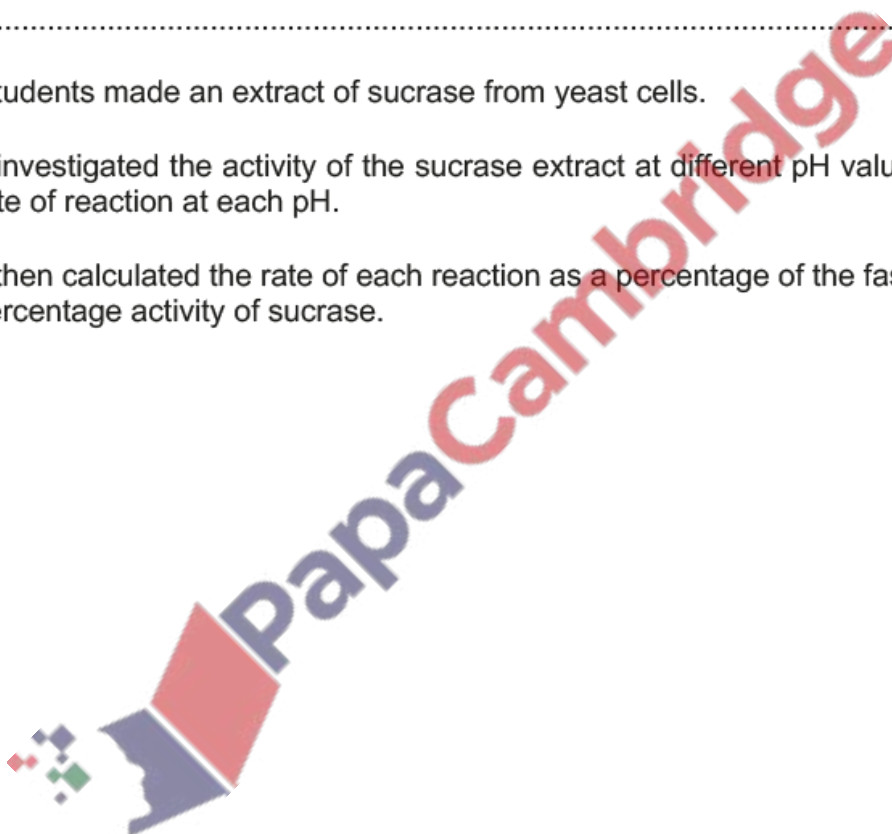 tudents made an extract of sucrase from yeast cells.
investigated the activity of the sucrase extract at different pH valu
te of reaction at each pH.
then calculated the rate of each reaction as a percentage of the fas
ercentage activity of sucrase.
PapaCambridge